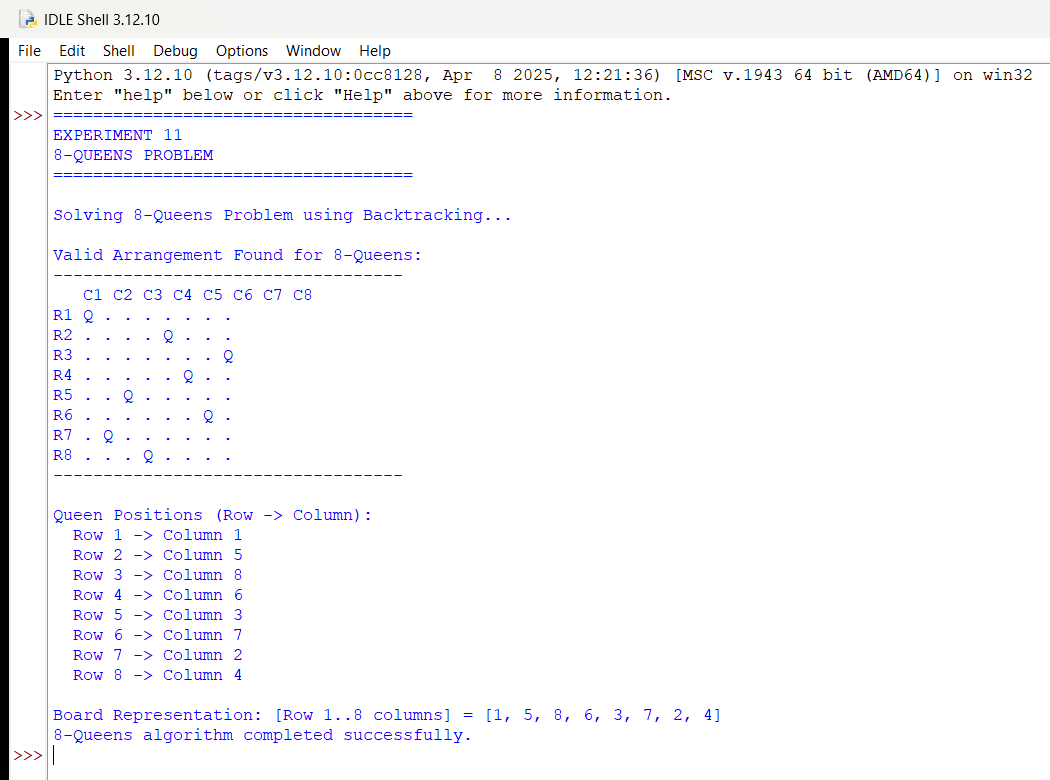 IDLE Shell 3.12.10
File Edit Shell Debug Options Window Help
Python 3.12.10 (tags/v3.12.10:0cc8128, Apr  8 2025, 12:21:36) [MSC v.1943 64 bit (AMD64)] on win32
Enter "help" below or click "Help" above for more information.
>>> ====================================
EXPERIMENT 11
8-QUEENS PROBLEM
====================================
Solving 8-Queens Problem using Backtracking...
Valid Arrangement Found for 8-Queens:
-----------------------------------
   C1 C2 C3 C4 C5 C6 C7 C8
R1 Q . . . . . . .
R2 . . . . Q . . .
R3 . . . . . . . Q
R4 . . . . . Q . .
R5 . . Q . . . . .
R6 . . . . . . Q .
R7 . Q . . . . . .
R8 . . . Q . . . .
-----------------------------------
Queen Positions (Row -> Column):
  Row 1 -> Column 1
  Row 2 -> Column 5
  Row 3 -> Column 8
  Row 4 -> Column 6
  Row 5 -> Column 3
  Row 6 -> Column 7
  Row 7 -> Column 2
  Row 8 -> Column 4
Board Representation: [Row 1..8 columns] = [1, 5, 8, 6, 3, 7, 2, 4]
8-Queens algorithm completed successfully.
>>>